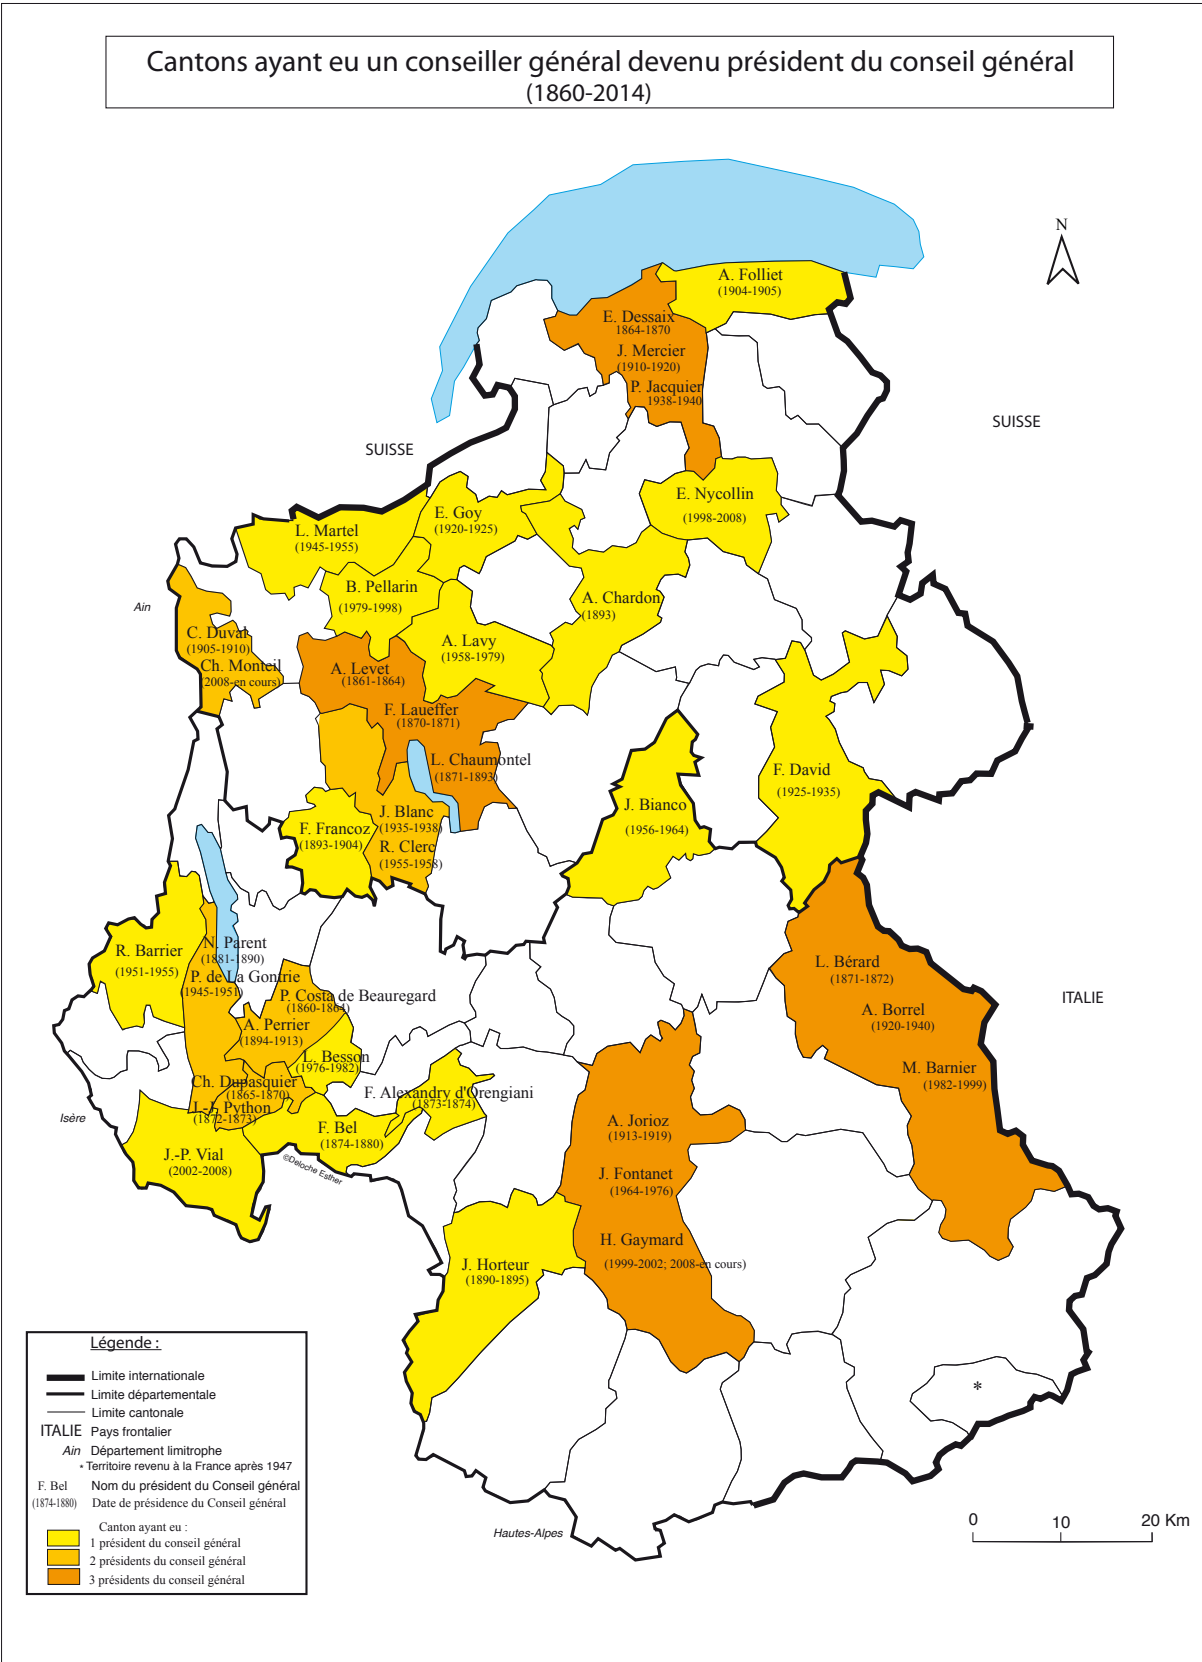 Cantons ayant eu un conseiller général devenu président du conseil général
(1860-2014)
N
A. Folliet
(1904-1905)
E. Dessaix
1864-1870
J. Mercier
(1910-1920)
P. Jacquier
1938-1940
SUISSE
SUISSE
E. Nycollin
(1998-2008)
E. Goy
(1920-1925)
L. Martel
(1945-1955)
B. Pellarin
(1979-1998)
A. Chardon
(1893)
Ain
C. Duval
(1905-1910)
Ch. Monteil
(2008-en cours)
A. Lavy
(1958-1979)
A. Levet
(1861-1864)
F. Laueffer
(1870-1871)
L. Chaumontel
(1871-1893)
F. David
(1925-1935)
J. Bianco
(1956-1964)
J. Blanc
(1935-1938)
R. Clerc
(1955-1958)
F. Francoz
(1893-1904)
R. Barrier
(1951-1955)
N. Parent
(1881-1890)
P. de La Gontrie
(1945-1951)
P. Costa de Beauregard
(1860-1864)
A. Perrier
(1894-1913)
L. Besson
(1976-1982)
L. Bérard
(1871-1872)
A. Borrel
(1920-1940)
M. Barnier
(1982-1999)
ITALIE
Ch. Dupasquier
(1865-1870)
J.-J. Python
(1872-1873)
F. Alexandry d'Orengiani
(1873-1874)
Isère
F. Bel
(1874-1880)
J.-P. Vial
(2002-2008)
©Deloche Esther
A. Jorioz
(1913-1919)
J. Fontanet
(1964-1976)
H. Gaymard
(1999-2002; 2008-en cours)
J. Horteur
(1890-1895)
*
Hautes-Alpes
0 10 20 Km
Légende :
Limite internationale
Limite départementale
Limite cantonale
ITALIE Pays frontalier
Ain Département limitrophe
* Territoire revenu à la France après 1947
F. Bel Nom du président du Conseil général
(1874-1880) Date de présidence du Conseil général
Canton ayant eu :
1 président du conseil général
2 présidents du conseil général
3 présidents du conseil général